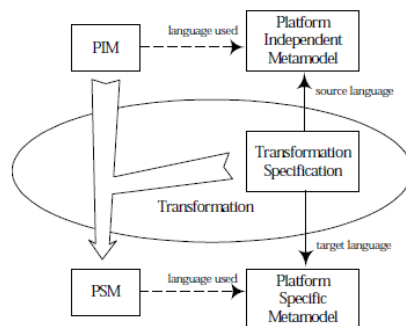 PIM
language used
Platform
Independent
Metamodel
source language
Transformation
Specification
Transformation
target language
PSM
language used
Platform
Specific
Metamodel